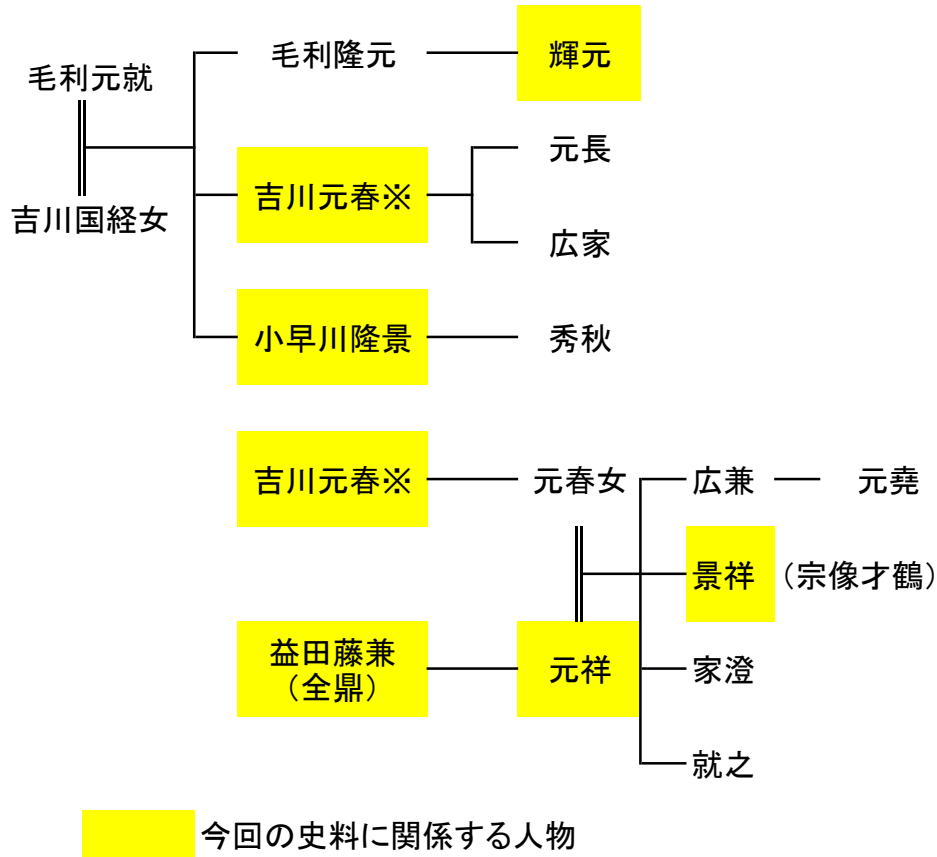 毛利元就
吉川国経女
毛利隆元
輝元
吉川元春※
元長
広家
小早川隆景
秀秋
吉川元春※
元春女
広兼
元堯
景祥
（宗像才鶴）
益田藤兼
（全鼎）
元祥
家澄
就之
今回の史料に関係する人物